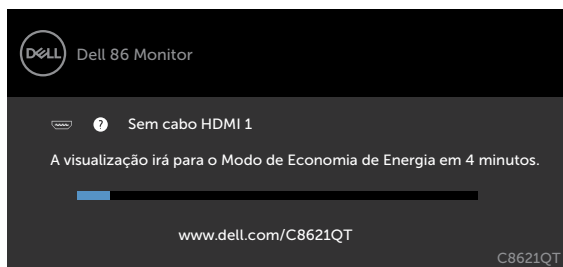 DELL
Dell 86 Monitor
? Sem cabo HDMI 1
A visualização irá para o Modo de Economia de Energia em 4 minutos.
www.dell.com/C8621QT
C8621QT